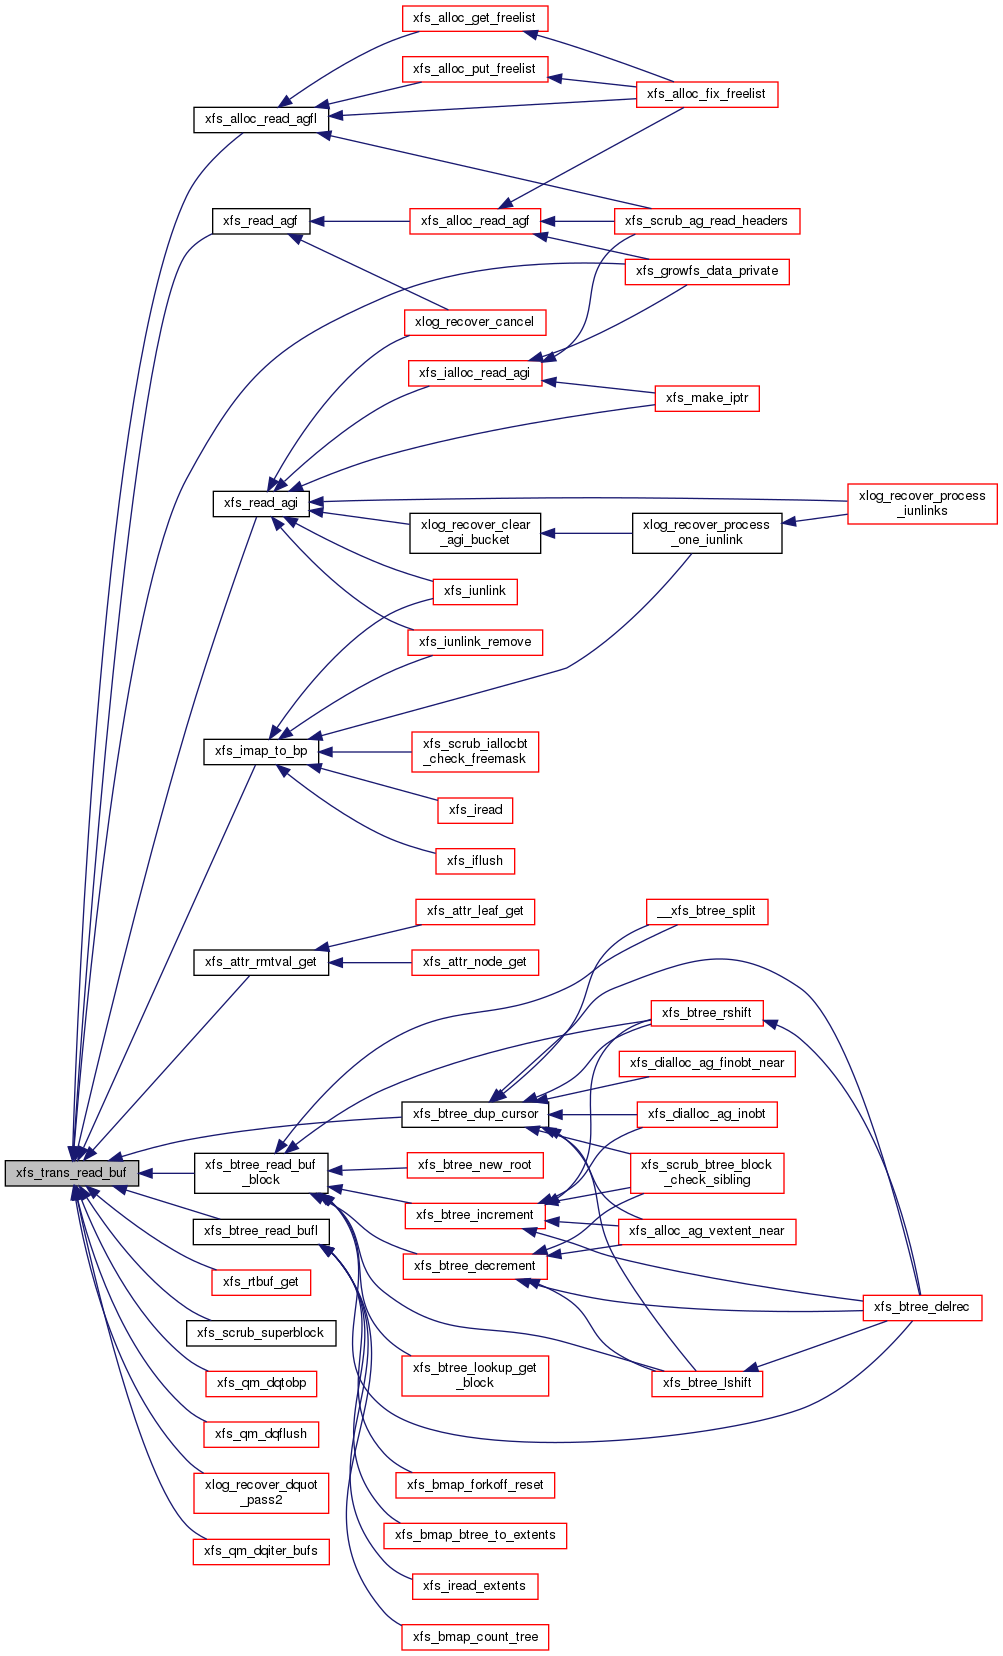 xfs_alloc_get_freelist
xfs_alloc_put_freelist
xfs_alloc_fix_freelist
xfs_alloc_read_agfl
xfs_read_agf
xfs_alloc_read_agf
xfs_scrub_ag_read_headers
xfs_growfs_data_private
xlog_recover_cancel
xfs_ialloc_read_agi
xfs_make_iptr
xfs_read_agi
xlog_recover_process
_iunlinks
xlog_recover_clear
_agi_bucket
xlog_recover_process
_one_iunlink
xfs_iunlink
xfs_iunlink_remove
xfs_imap_to_bp
xfs_scrub_iallocbt
_check_freemask
xfs_iread
xfs_iflush
xfs_attr_leaf_get
__xfs_btree_split
xfs_attr_rmtval_get
xfs_attr_node_get
xfs_btree_rshift
xfs_dialloc_ag_finobt_near
xfs_btree_dup_cursor
xfs_dialloc_ag_inobt
xfs_trans_read_buf
xfs_btree_read_buf
_block
xfs_btree_new_root
xfs_scrub_btree_block
_check_sibling
xfs_btree_increment
xfs_btree_read_bufl
xfs_alloc_ag_vextent_near
xfs_btree_decrement
xfs_rtbuf_get
xfs_btree_delrec
xfs_scrub_superblock
xfs_qm_dqtobp
xfs_btree_lookup_get
_block
xfs_btree_lshift
xfs_qm_dqflush
xlog_recover_dquot
_pass2
xfs_bmap_forkoff_reset
xfs_qm_dqiter_bufs
xfs_bmap_btree_to_extents
xfs_iread_extents
xfs_bmap_count_tree